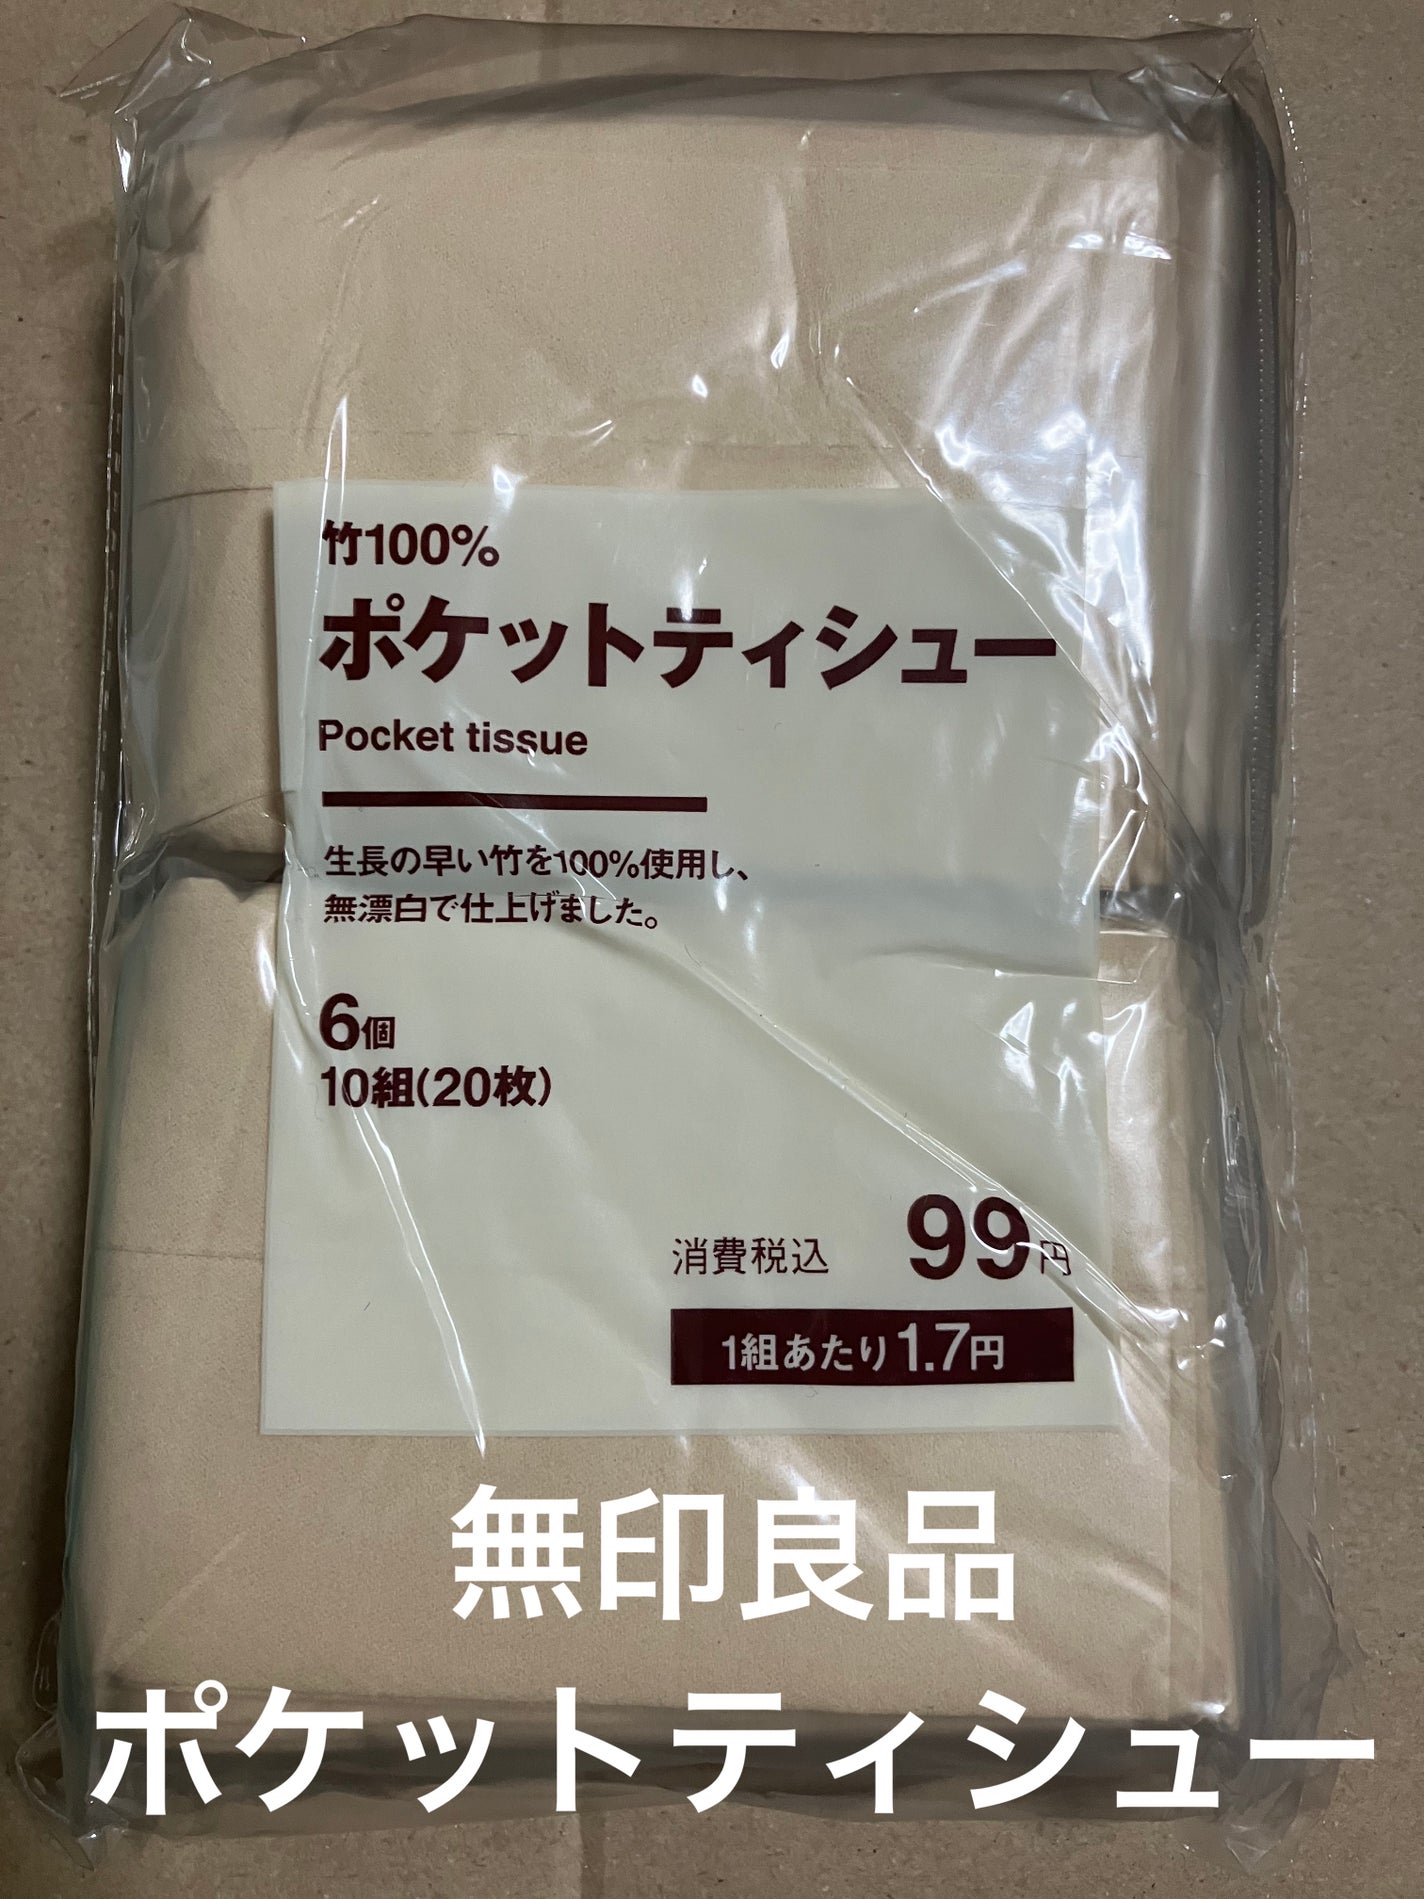 竹100%
ポケットティシュー
Pocket tissue
生長の早い竹を100%使用し、
無漂白で仕上げました。
6個
10組(20枚)
消費税込 99円
1組あたり1.7円
無印良品
ポケットティシュー